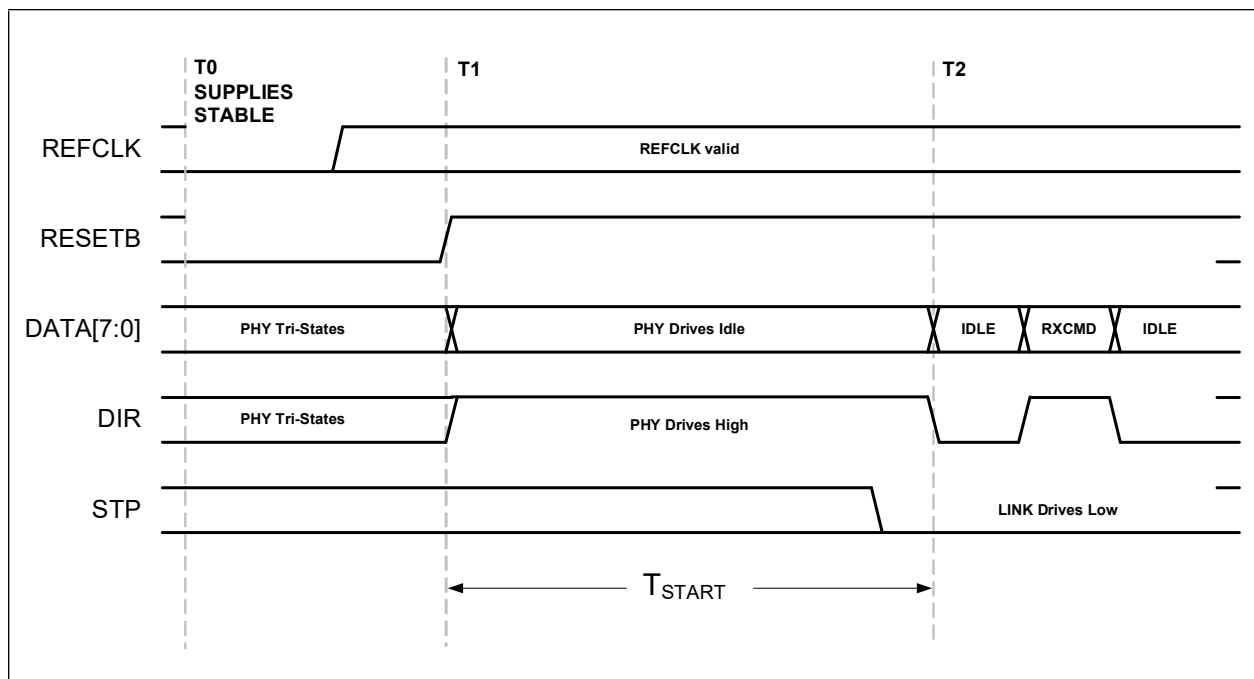 T0
SUPPLIES
STABLE
T1
T2
REFCLK
REFCLK valid
RESETB
DATA[7:0]
PHY Tri-States
PHY Drives Idle
IDLE
RXCMD
IDLE
DIR
PHY Tri-States
PHY Drives High
STP
LINK Drives Low
TSTART